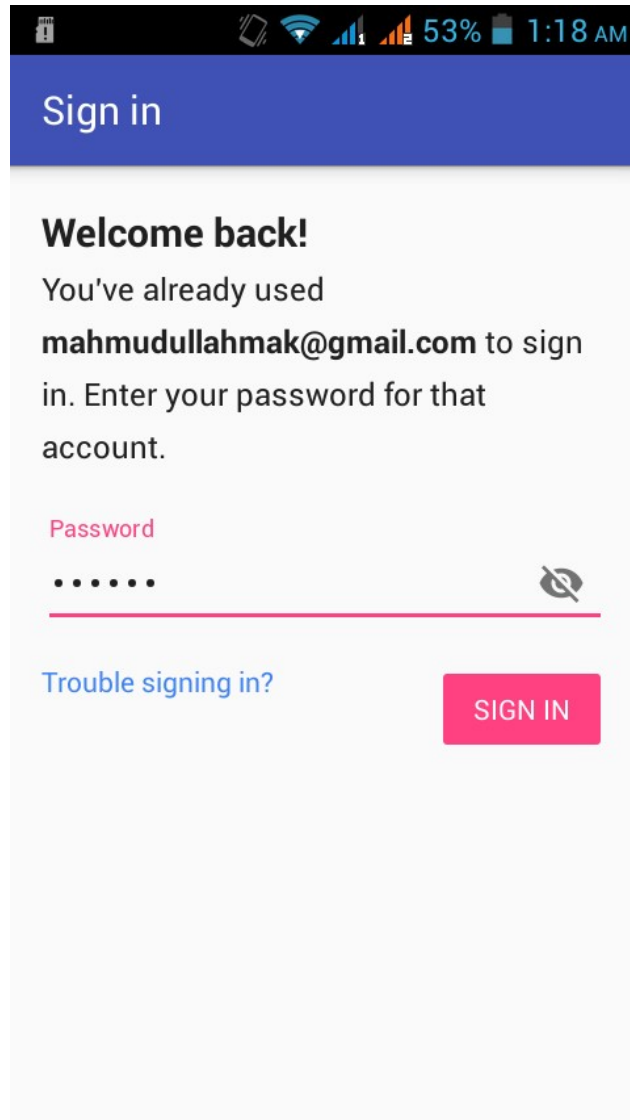 53% 1:18 AM
Sign in
Welcome back!
You've already used
mahmudullahmak@gmail.com to sign
in. Enter your password for that
account.
Password
••••••
Trouble signing in?
SIGN IN